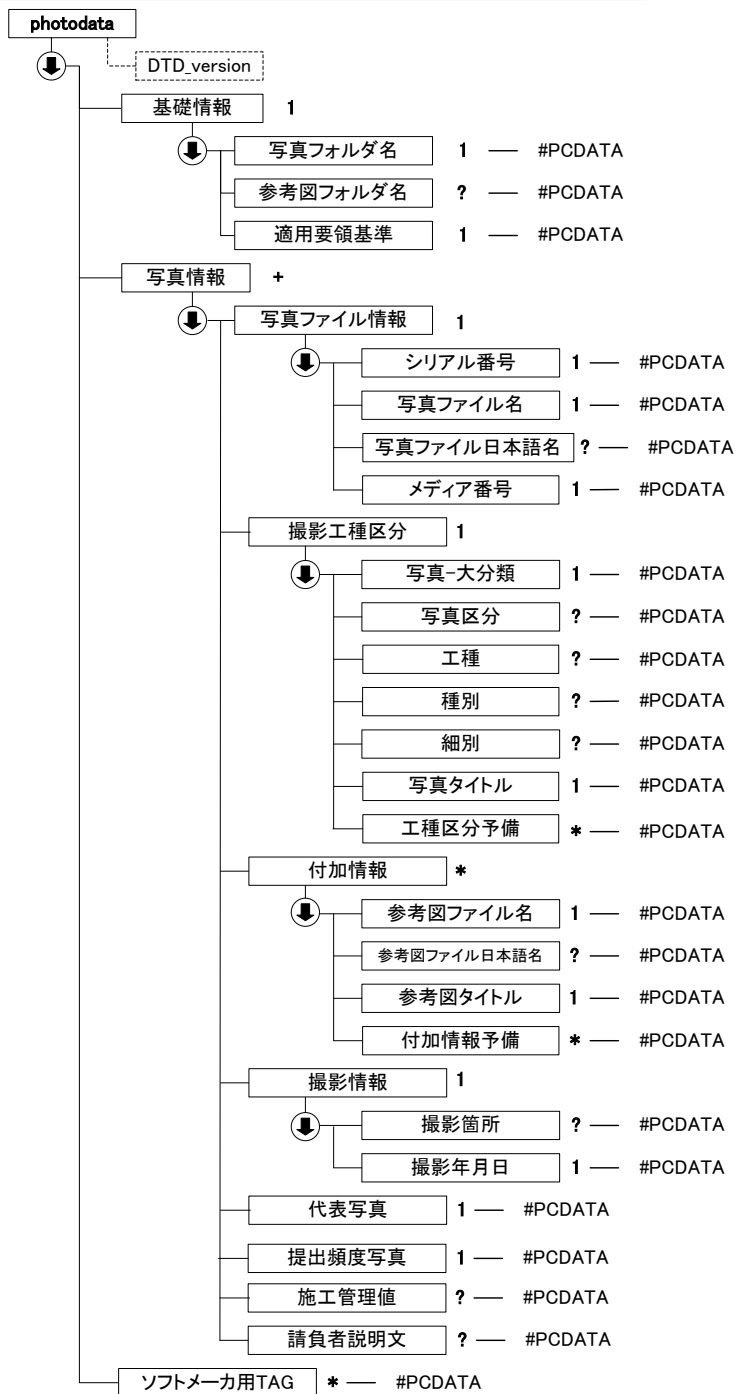 photodata
DTD_version
基礎情報 1
写真フォルダ名 1 #PCDATA
参考図フォルダ名 ? #PCDATA
適用要領基準 1 #PCDATA
写真情報 +
写真ファイル情報 1
シリアル番号 1 #PCDATA
写真ファイル名 1 #PCDATA
写真ファイル日本語名 ? #PCDATA
メディア番号 1 #PCDATA
撮影工種区分 1
写真-大分類 1 #PCDATA
写真区分 ? #PCDATA
工種 ? #PCDATA
種別 ? #PCDATA
細別 ? #PCDATA
写真タイトル 1 #PCDATA
工種区分予備 * #PCDATA
付加情報 *
参考図ファイル名 1 #PCDATA
参考図ファイル日本語名 ? #PCDATA
参考図タイトル 1 #PCDATA
付加情報予備 * #PCDATA
撮影情報 1
撮影箇所 ? #PCDATA
撮影年月日 1 #PCDATA
代表写真 1 #PCDATA
提出頻度写真 1 #PCDATA
施工管理値 ? #PCDATA
請負者説明文 ? #PCDATA
ソフトメーカ用TAG * #PCDATA